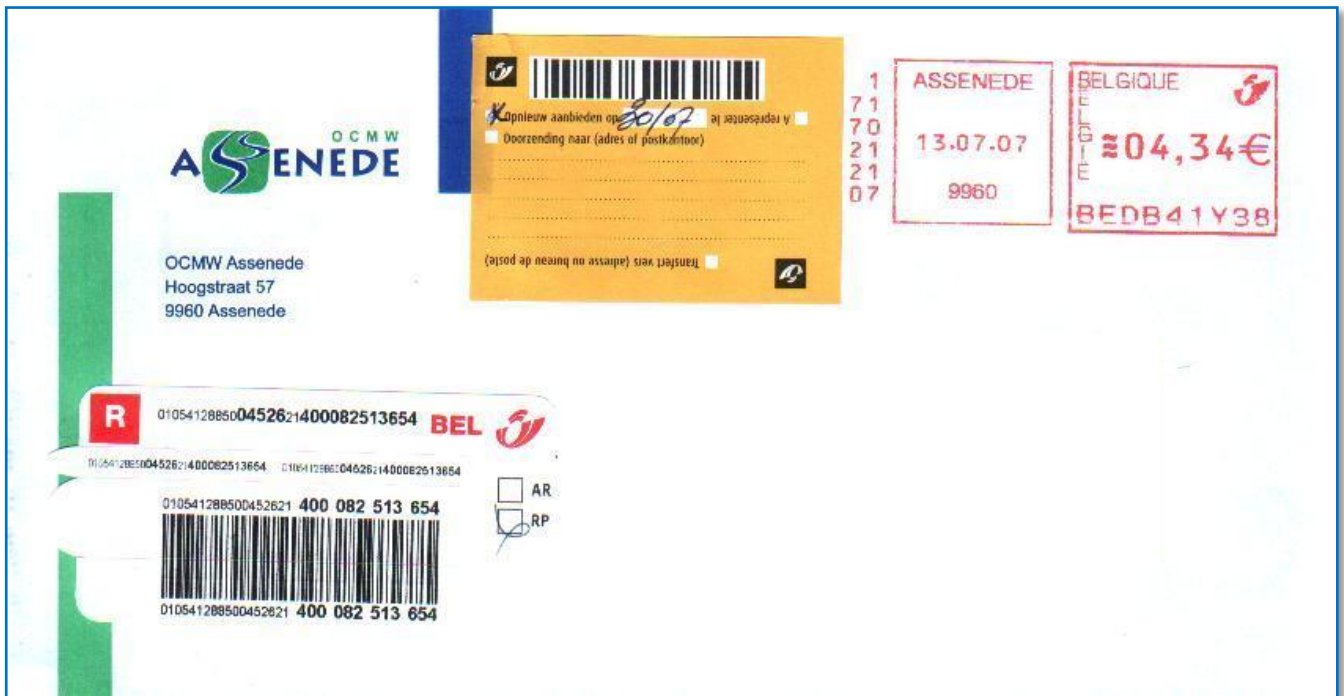 OCMW
ASSENEDE
OCMW Assenede
Hoogstraat 57
9960 Assenede
Opnieuw aanbieden op 30/07
A représenter le
Doorzending naar (adres of postkantoor)
Transfert vers (adresse ou bureau de poste)
1
71
70
21
21
07
ASSENEDE
13.07.07
9960
BELGIQUE
BELGIE
≋04,34€
BEDB41Y38
R
010541288500452621400082513654 BEL
010541288500452621400082513654 010541288500452621400082513654
AR
RP
010541288500452621 400 082 513 654
010541288500452621 400 082 513 654